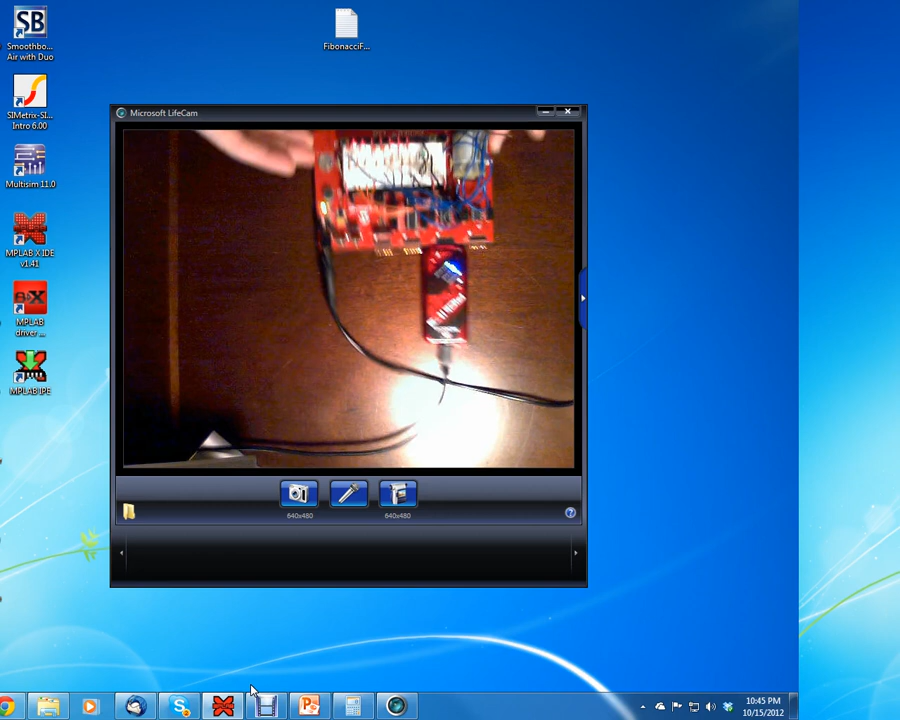 SB
Smoothbo...
Air with Duo
FibonacciF...
SIMetrix-SI...
Intro 6.00
Multisim 11.0
MPLAB X IDE
v1.41
MPLAB
driver ...
MPLAB IPE
Microsoft LifeCam
640x480
640x480
10:45 PM
10/15/2012